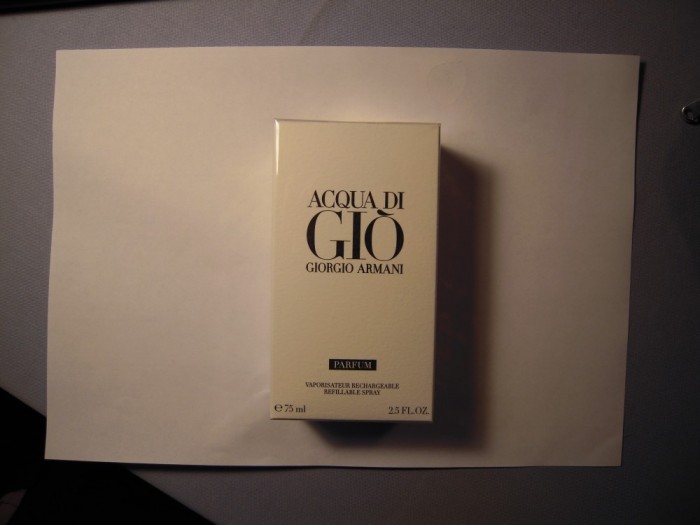 ACQUA DI
GIÒ
GIORGIO ARMANI
PARFUM
VAPORISATEUR RECHARGEABLE
REFILLABLE SPRAY
℮ 75 ml 2.5 FL.OZ.